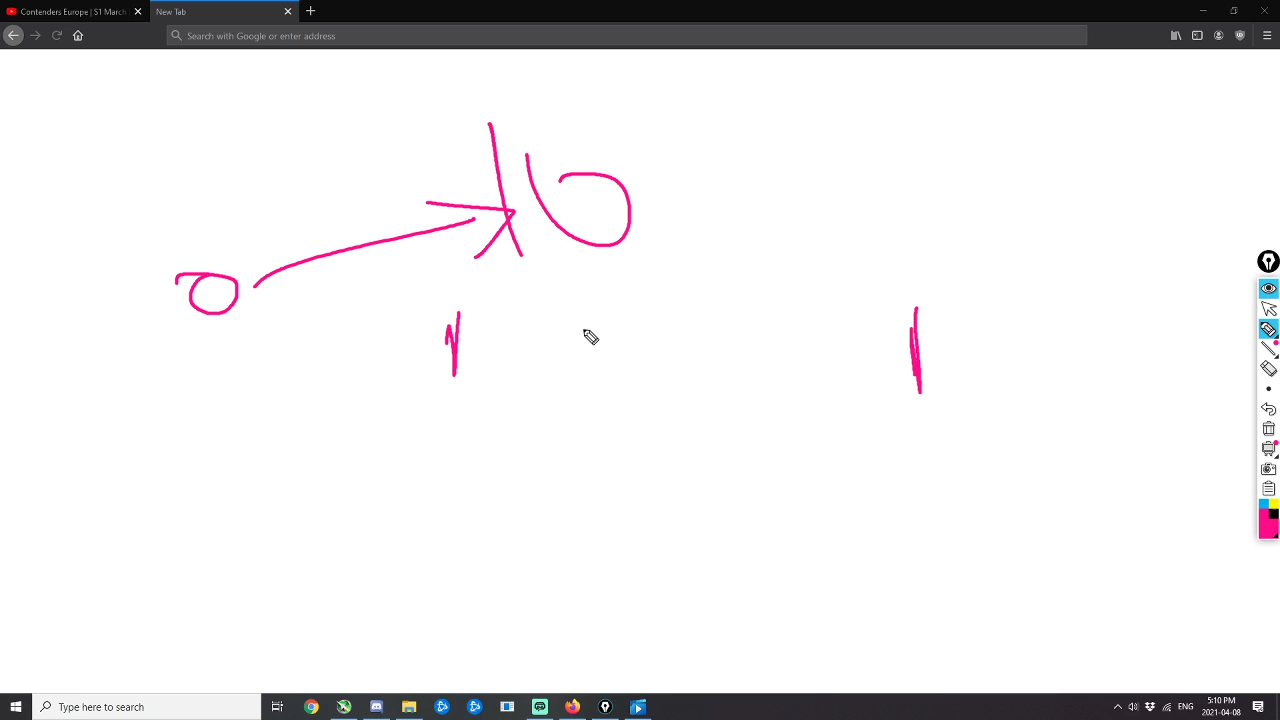 Contenders Europe | S1 March
New Tab
Search with Google or enter address
Type here to search
ENG
5:10 PM
2021-04-08